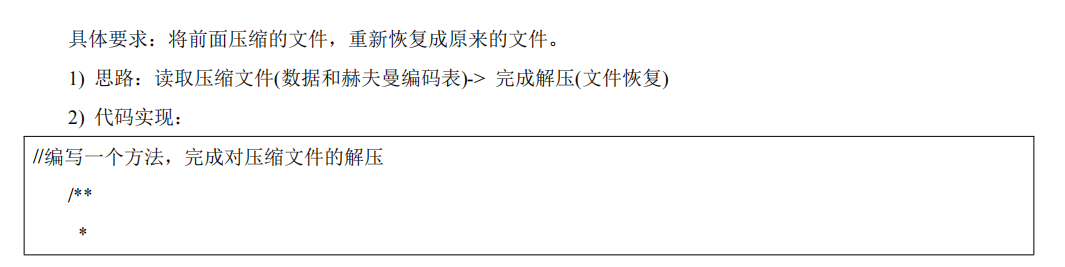 具体要求：将前面压缩的文件，重新恢复成原来的文件。
1) 思路：读取压缩文件(数据和赫夫曼编码表)-> 完成解压(文件恢复)
2) 代码实现：
//编写一个方法，完成对压缩文件的解压
/**
*